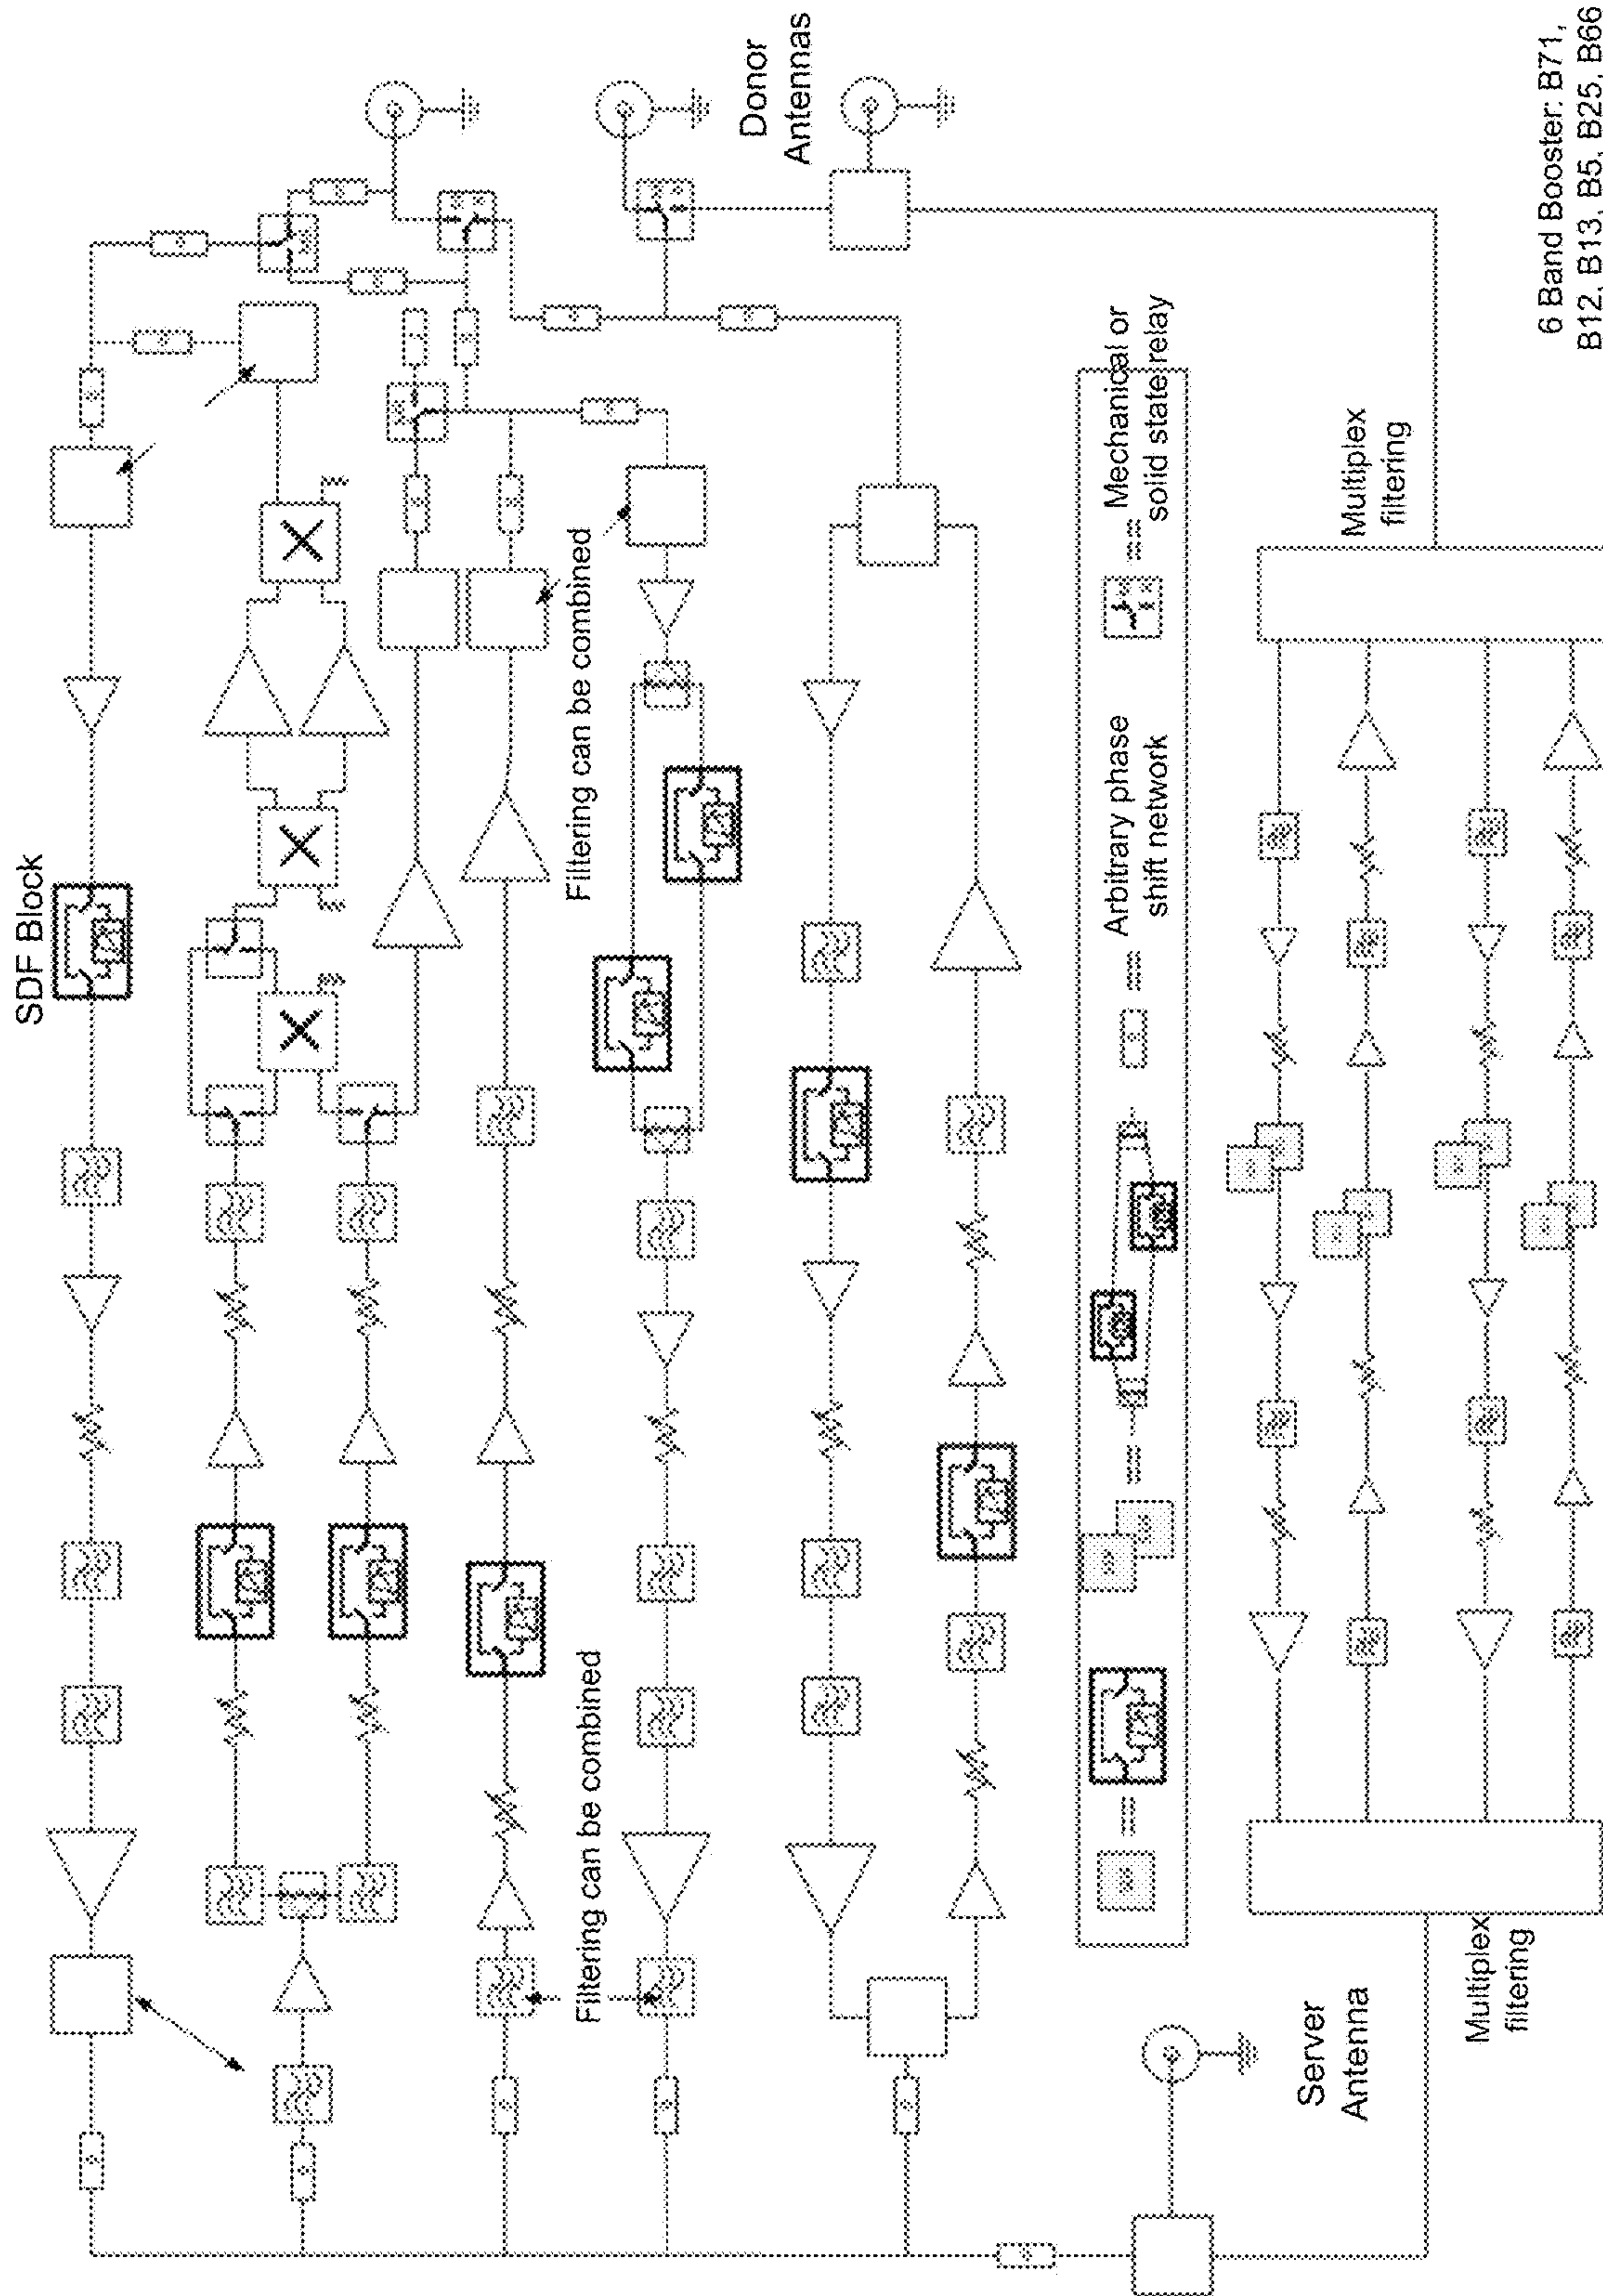 SDF Block
Donor
Antennas
Filtering can be combined
Filtering can be combined
==
==
==
Arbitrary phase
shift network
==
Mechanical or
solid state relay
Server
Antenna
Multiplex
filtering
Multiplex
filtering
6 Band Booster: B71,
B12, B13, B5, B25, B66